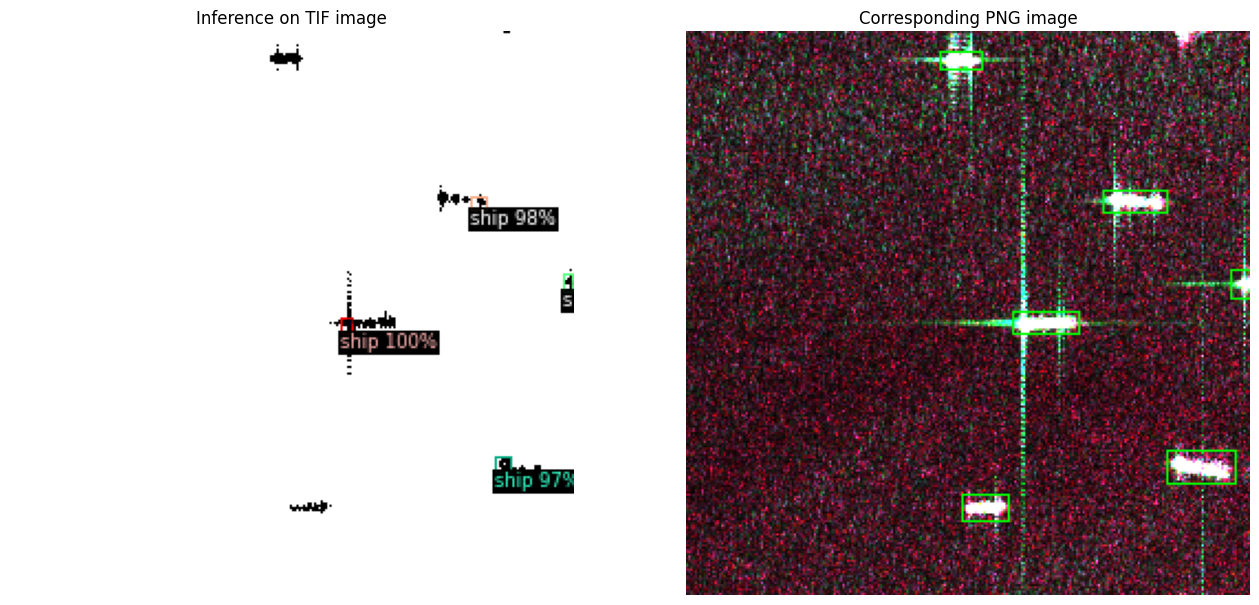 Inference on TIF image
Corresponding PNG image
ship 98%
s
ship 100%
ship 97%